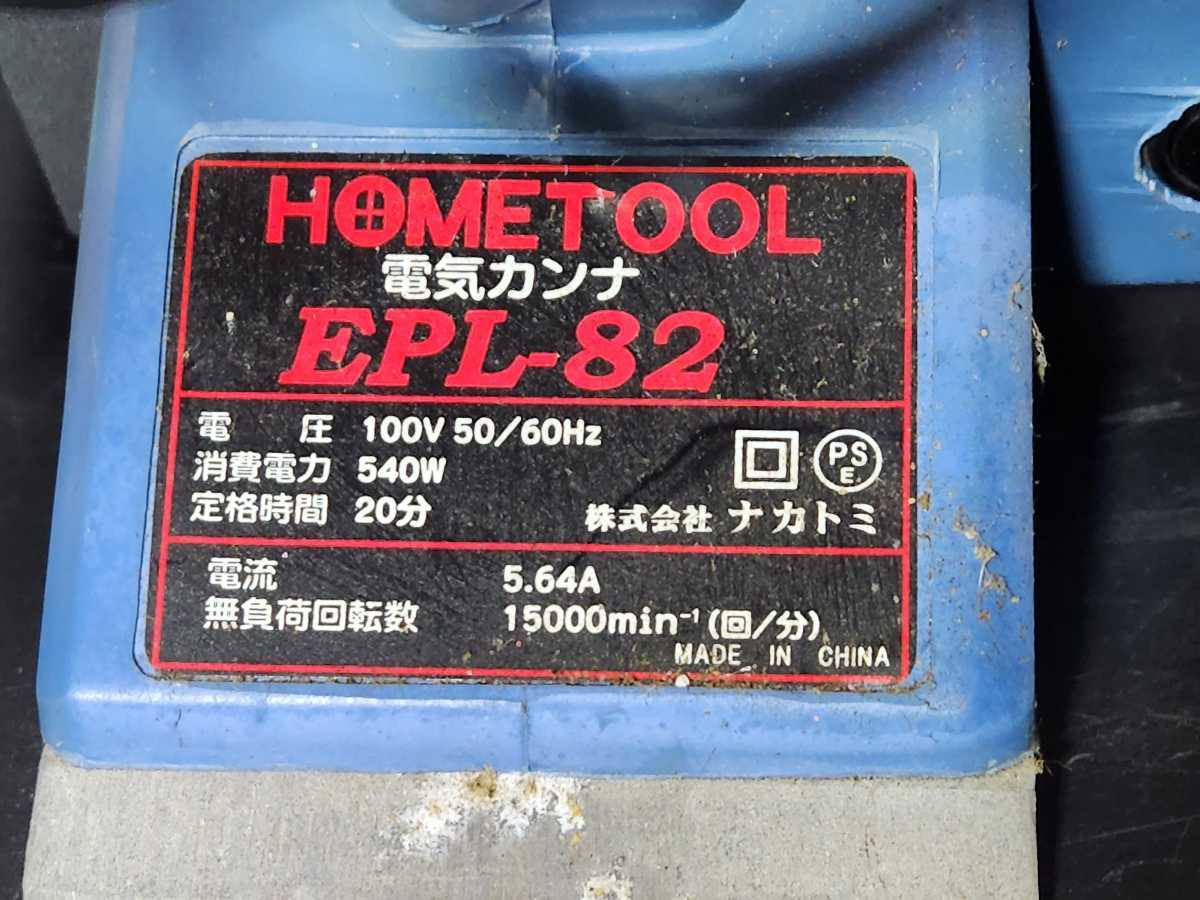 HOMETOOL
電気カンナ
EPL-82
電 圧 100V 50/60Hz
消費電力 540W
定格時間 20分
PS
E
株式会社 ナカトミ
電流 5.64A
無負荷回転数 15000min⁻¹(回/分)
MADE IN CHINA